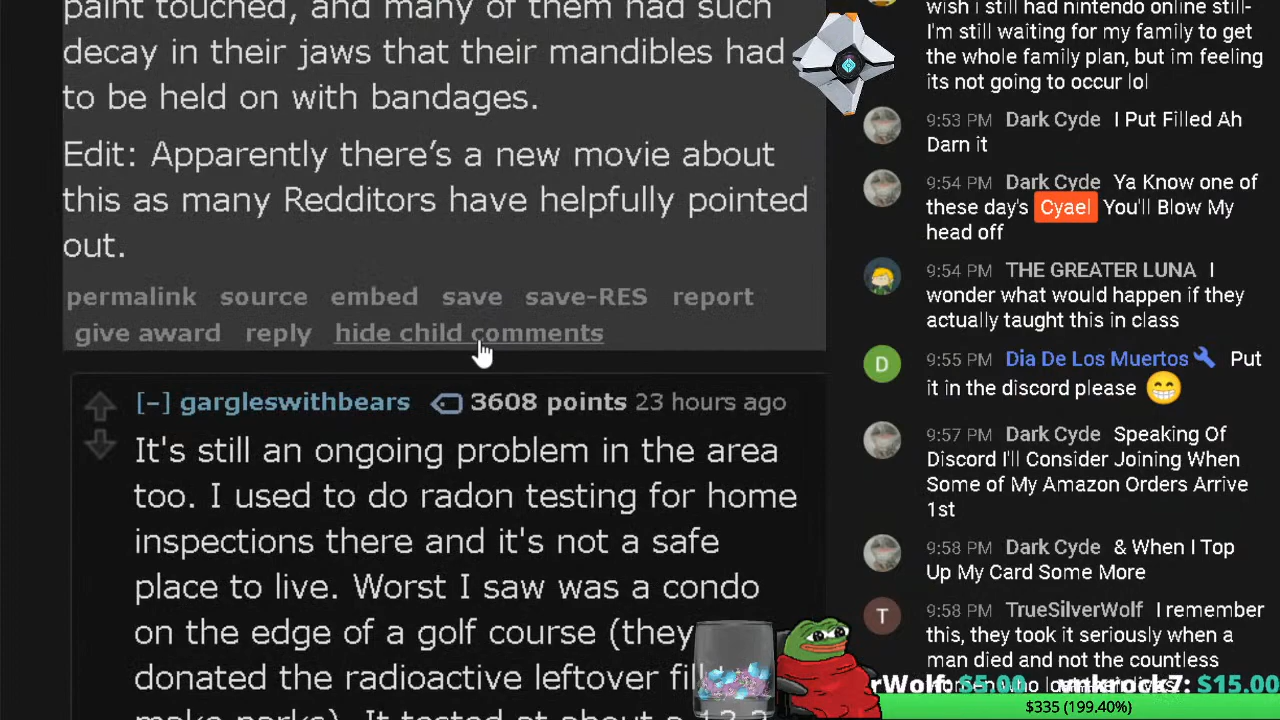 paint touched, and many of them had such
decay in their jaws that their mandibles had
to be held on with bandages.
Edit: Apparently there's a new movie about
this as many Redditors have helpfully pointed
out.
permalink source embed save save-RES report
give award reply hide child comments
[–] gargleswithbears 3608 points 23 hours ago
It's still an ongoing problem in the area
too. I used to do radon testing for home
inspections there and it's not a safe
place to live. Worst I saw was a condo
on the edge of a golf course (they
donated the radioactive leftover fill
wish i still had nintendo online still-
I'm still waiting for my family to get
the whole family plan, but im feeling
its not going to occur lol
9:53 PM Dark Cyde I Put Filled Ah
Darn it
9:54 PM Dark Cyde Ya Know one of
these day's Cyael You'll Blow My
head off
9:54 PM THE GREATER LUNA I
wonder what would happen if they
actually taught this in class
D
9:55 PM Dia De Los Muertos Put
it in the discord please
9:57 PM Dark Cyde Speaking Of
Discord I'll Consider Joining When
Some of My Amazon Orders Arrive
1st
9:58 PM Dark Cyde & When I Top
Up My Card Some More
T
9:58 PM TrueSilverWolf I remember
this, they took it seriously when a
man died and not the countless
rWolf: $5.00 vnkrock7: $15.00
$335 (199.40%)